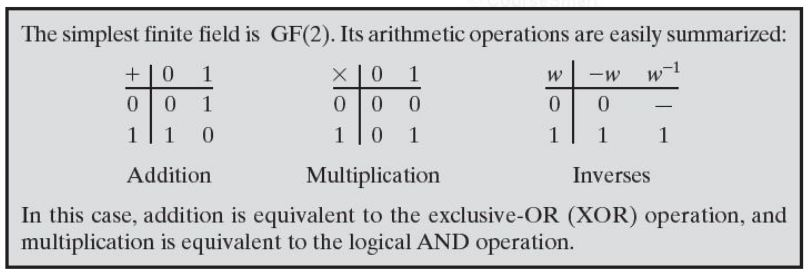 The simplest finite field is GF(2). Its arithmetic operations are easily summarized:
+ 0 1 × 0 1 w −w w⁻¹
0 0 1 0 0 0 0 0 —
1 1 0 1 0 1 1 1 1
Addition Multiplication Inverses
In this case, addition is equivalent to the exclusive-OR (XOR) operation, and
multiplication is equivalent to the logical AND operation.